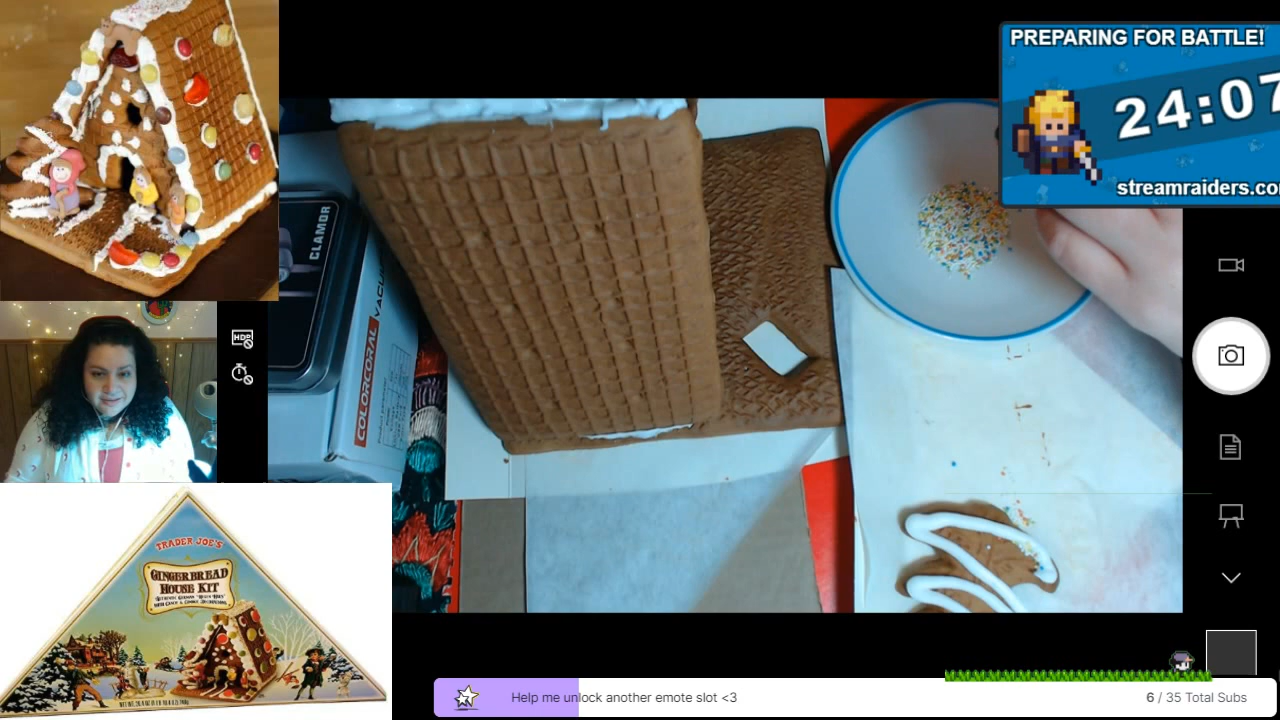 PREPARING FOR BATTLE!
24:07
streamraiders.co
HDR
CLAMOR
COLORCORAL
TRADER JOE'S
GINGERBREAD
HOUSE KIT
Help me unlock another emote slot <3
6 / 35 Total Subs